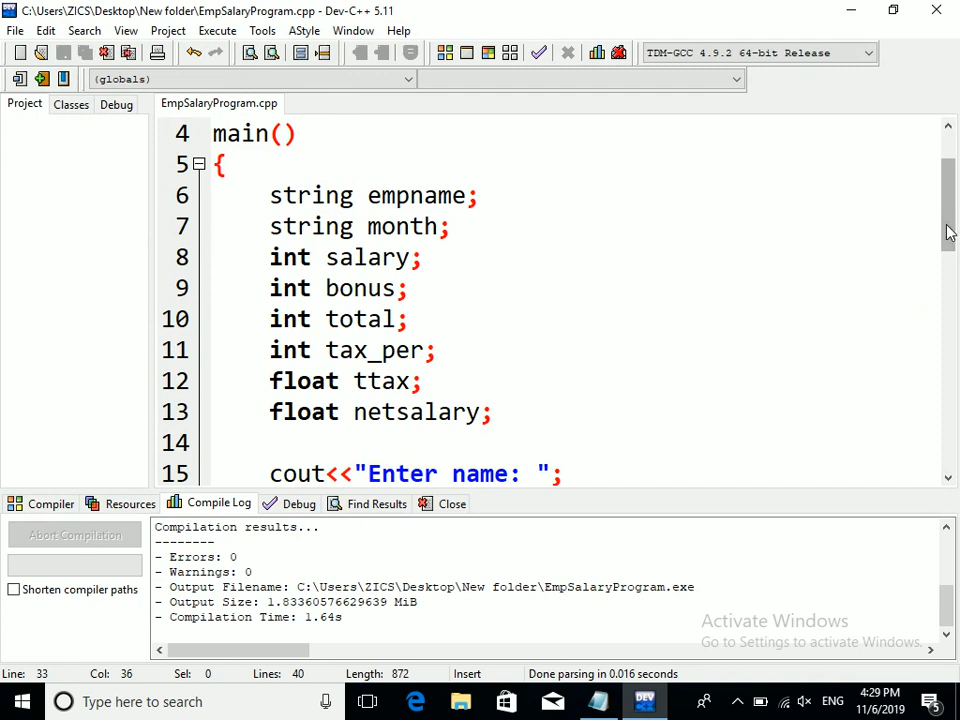 C:\Users\ZICS\Desktop\New folder\EmpSalaryProgram.cpp - Dev-C++ 5.11
File Edit Search View Project Execute Tools AStyle Window Help
TDM-GCC 4.9.2 64-bit Release
(globals)
Project Classes Debug EmpSalaryProgram.cpp
4 main()
5 {
6 string empname;
7 string month;
8 int salary;
9 int bonus;
10 int total;
11 int tax_per;
12 float ttax;
13 float netsalary;
14
15 cout<<"Enter name: ";
Compiler Resources Compile Log Debug Find Results Close
Abort Compilation
Shorten compiler paths
Compilation results...
--------
- Errors: 0
- Warnings: 0
- Output Filename: C:\Users\ZICS\Desktop\New folder\EmpSalaryProgram.exe
- Output Size: 1.83360576629639 MiB
- Compilation Time: 1.64s
Activate Windows
Go to Settings to activate Windows.
Line: 33 Col: 36 Sel: 0 Lines: 40 Length: 872 Insert Done parsing in 0.016 seconds
Type here to search
DEV
ENG
4:29 PM
11/6/2019
5